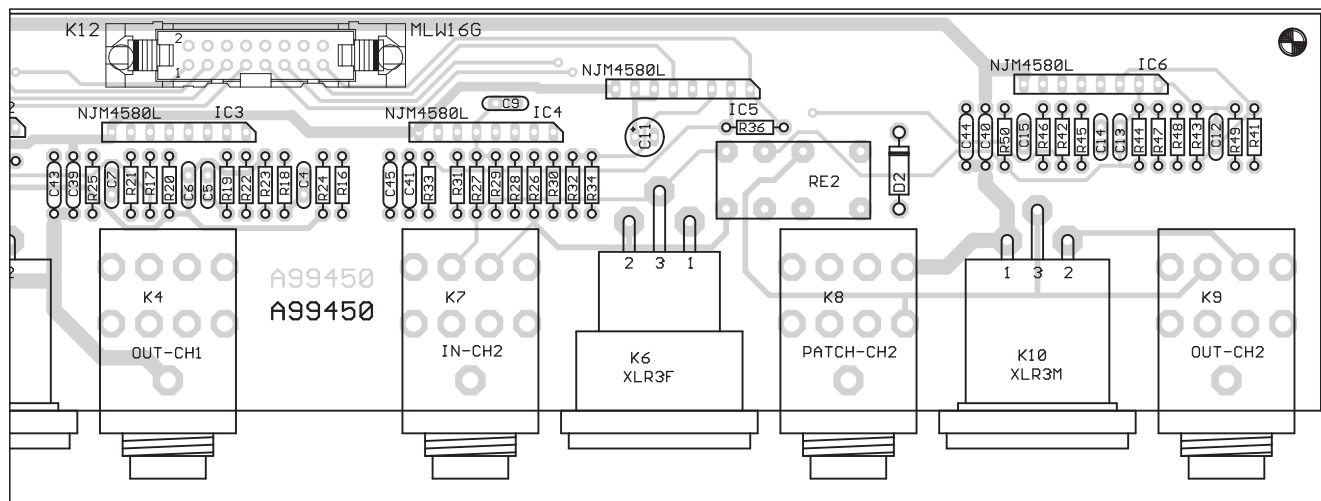 K12
MLW16G
2
1
NJM4580L
IC6
NJM4580L
IC5
NJM4580L
IC3
NJM4580L
C9
IC4
C11
R36
C44
C40
R50
C15
R46
R42
R45
C14
C13
R44
R47
R48
R43
C12
R49
R41
C43
C39
R25
C7
R21
R17
R20
C6
C5
R19
R22
R23
R18
C4
R24
R16
C45
C41
R33
R31
R27
R29
R28
R26
R30
R32
R34
RE2
D2
2
3
1
1
3
2
A99450
A99450
K4
K7
K8
K9
OUT-CH1
IN-CH2
K6
XLR3F
PATCH-CH2
K10
XLR3M
OUT-CH2